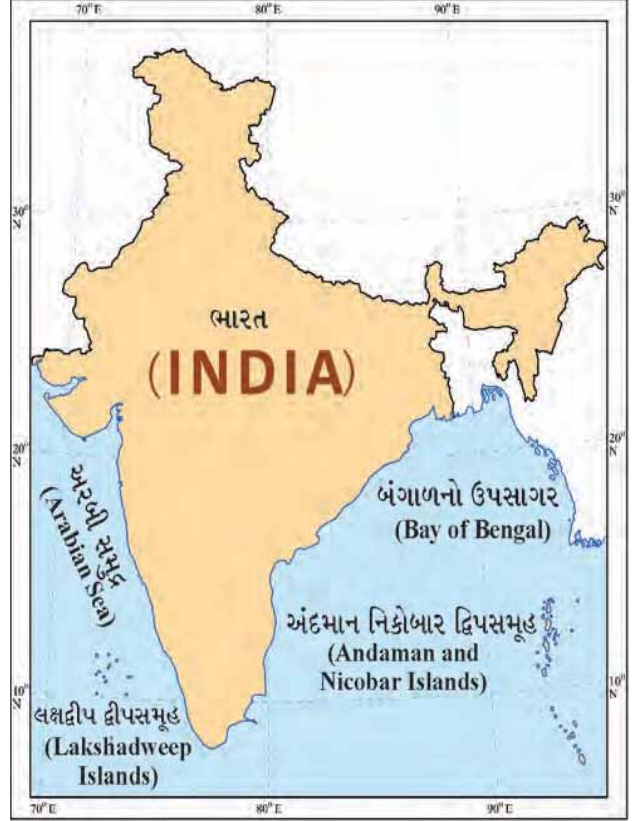 70° E 80° E 90° E
30° N
30° N
ભારત
(INDIA)
20° N
20° N
અરબી સમુદ્ર
(Arabian Sea)
બંગાળનો ઉપસાગર
(Bay of Bengal)
અંદમાન નિકોબાર દ્વિપસમૂહ
(Andaman and
Nicobar Islands)
10° N
10° N
લક્ષદ્વીપ દ્વીપસમૂહ
(Lakshadweep
Islands)
70° E 80° E 90° E